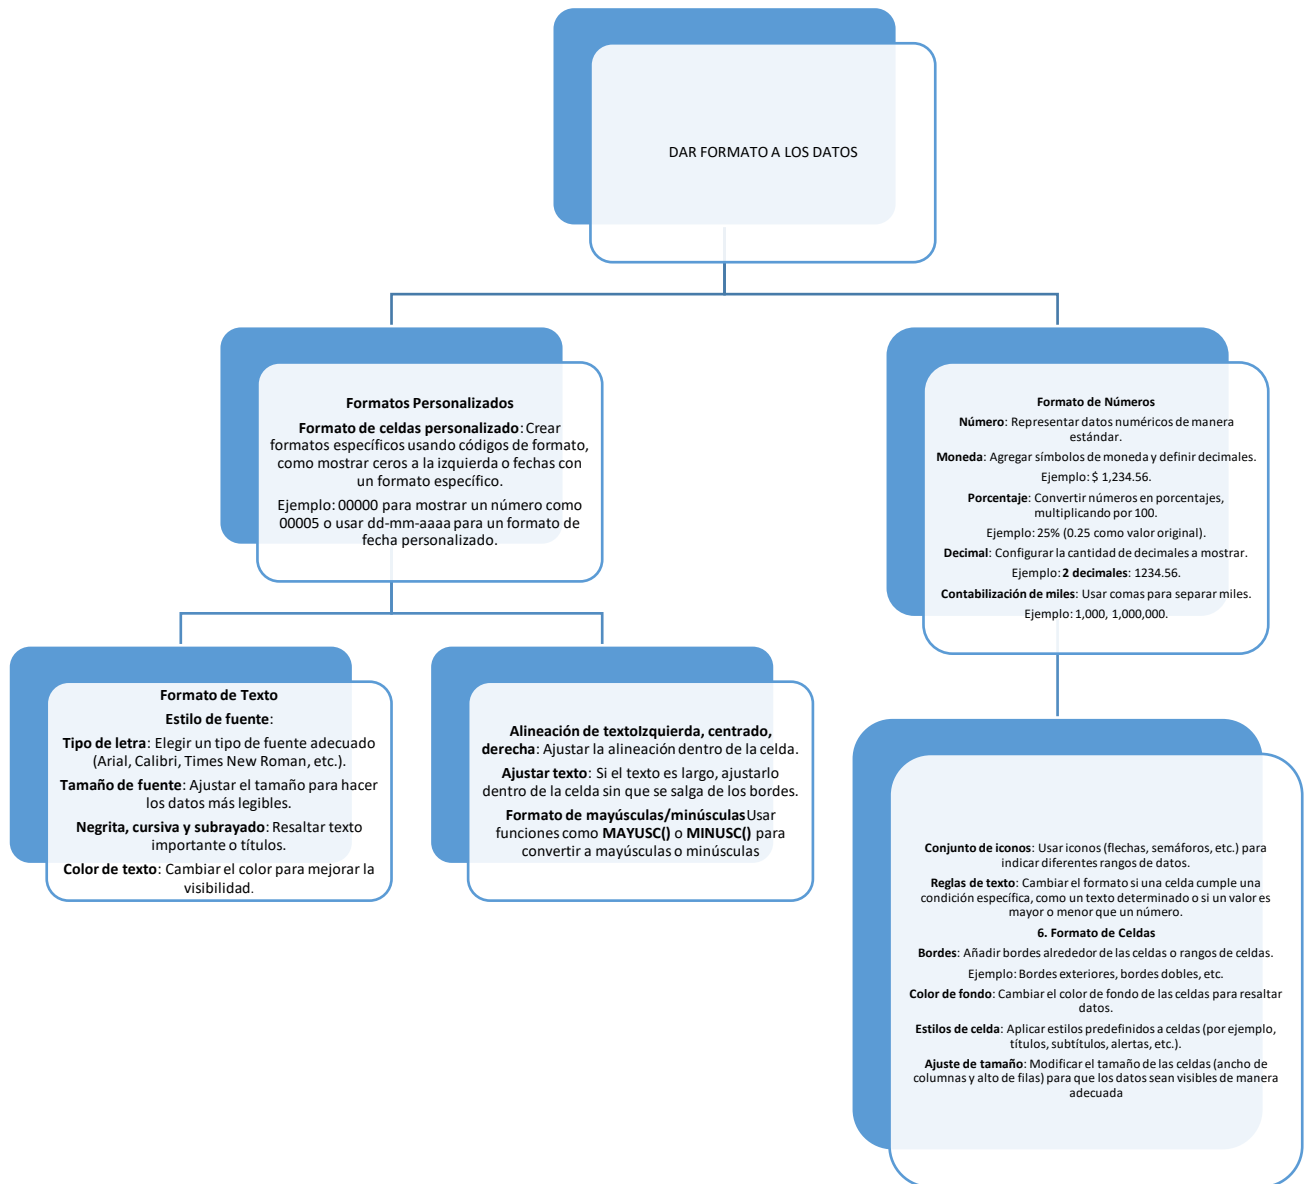 DAR FORMATO A LOS DATOS
Formatos Personalizados
Formato de celdas personalizado: Crear
formatos específicos usando códigos de formato,
como mostrar ceros a la izquierda o fechas con
un formato específico.
Ejemplo: 00000 para mostrar un número como
00005 o usar dd-mm-aaaa para un formato de
fecha personalizado.
Formato de Números
Número: Representar datos numéricos de manera
estándar.
Moneda: Agregar símbolos de moneda y definir decimales.
Ejemplo: $ 1,234.56.
Porcentaje: Convertir números en porcentajes,
multiplicando por 100.
Ejemplo: 25% (0.25 como valor original).
Decimal: Configurar la cantidad de decimales a mostrar.
Ejemplo: 2 decimales: 1234.56.
Contabilización de miles: Usar comas para separar miles.
Ejemplo: 1,000, 1,000,000.
Formato de Texto
Estilo de fuente:
Tipo de letra: Elegir un tipo de fuente adecuado
(Arial, Calibri, Times New Roman, etc.).
Tamaño de fuente: Ajustar el tamaño para hacer
los datos más legibles.
Negrita, cursiva y subrayado: Resaltar texto
importante o títulos.
Color de texto: Cambiar el color para mejorar la
visibilidad.
Alineación de textoIzquierda, centrado,
derecha: Ajustar la alineación dentro de la celda.
Ajustar texto: Si el texto es largo, ajustarlo
dentro de la celda sin que se salga de los bordes.
Formato de mayúsculas/minúsculasUsar
funciones como MAYUSC() o MINUSC() para
convertir a mayúsculas o minúsculas
Conjunto de iconos: Usar iconos (flechas, semáforos, etc.) para
indicar diferentes rangos de datos.
Reglas de texto: Cambiar el formato si una celda cumple una
condición específica, como un texto determinado o si un valor es
mayor o menor que un número.
6. Formato de Celdas
Bordes: Añadir bordes alrededor de las celdas o rangos de celdas.
Ejemplo: Bordes exteriores, bordes dobles, etc.
Color de fondo: Cambiar el color de fondo de las celdas para resaltar
datos.
Estilos de celda: Aplicar estilos predefinidos a celdas (por ejemplo,
títulos, subtítulos, alertas, etc.).
Ajuste de tamaño: Modificar el tamaño de las celdas (ancho de
columnas y alto de filas) para que los datos sean visibles de manera
adecuada